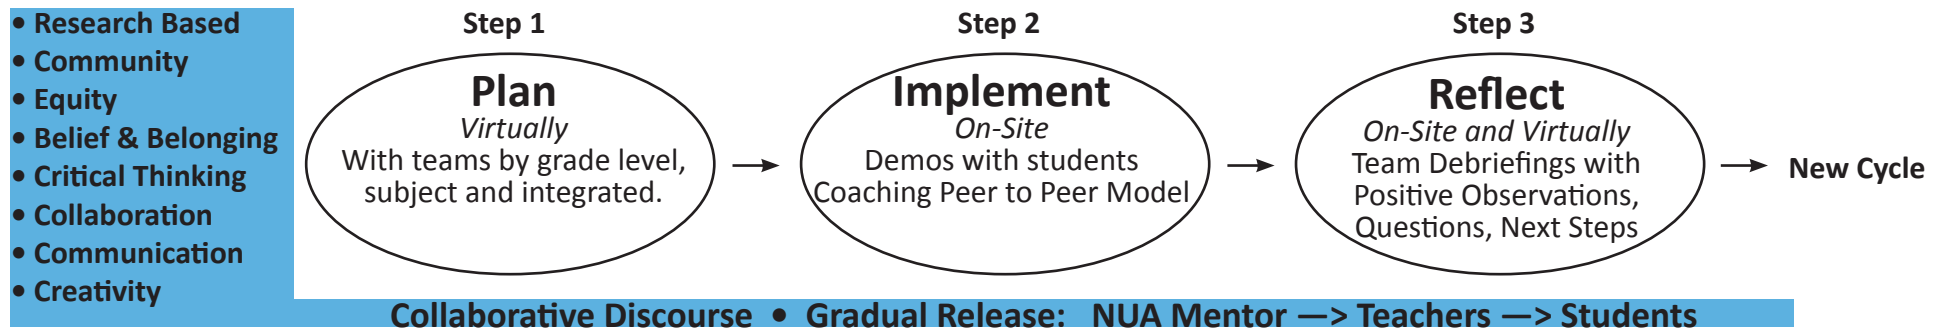 • Research Based
• Community
• Equity
• Belief & Belonging
• Critical Thinking
• Collaboration
• Communication
• Creativity
Step 1
Plan
Virtually
With teams by grade level,
subject and integrated.
Step 2
Implement
On-Site
Demos with students
Coaching Peer to Peer Model
Step 3
Reflect
On-Site and Virtually
Team Debriefings with
Positive Observations,
Questions, Next Steps
New Cycle
Collaborative Discourse • Gradual Release: NUA Mentor —> Teachers —> Students